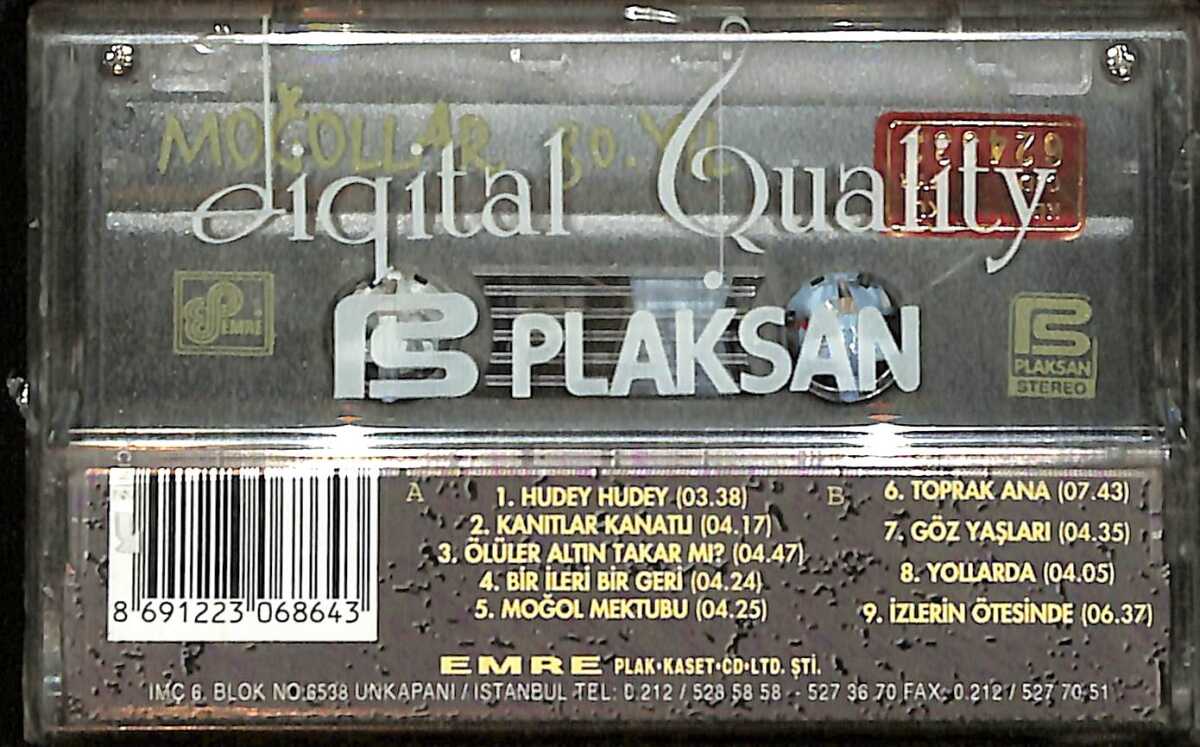 MOĞOLLAR 30. YIL
digital Quality
EMRE
PLAKSAN
PLAKSAN
STEREO
A
1. HUDEY HUDEY (03.38)
2. KANITLAR KANATLI (04.17)
3. ÖLÜLER ALTIN TAKAR MI? (04.47)
4. BİR İLERİ BİR GERİ (04.24)
5. MOĞOL MEKTUBU (04.25)
B
6. TOPRAK ANA (07.43)
7. GÖZ YAŞLARI (04.35)
8. YOLLARDA (04.05)
9. İZLERİN ÖTESİNDE (06.37)
8 691223 068643
EMRE PLAK•KASET•CD•LTD. ŞTİ.
IMÇ 6. BLOK NO:6538 UNKAPANI / ISTANBUL TEL: 0.212 / 528 58 58 - 527 36 70 FAX: 0.212 / 527 70 51